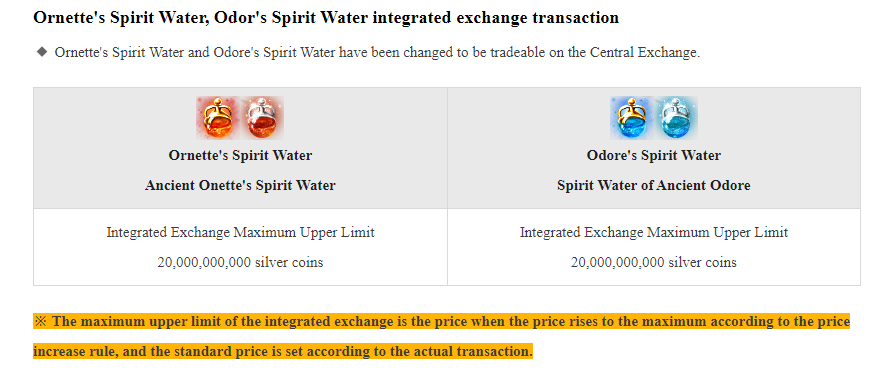 Ornette's Spirit Water, Odor's Spirit Water integrated exchange transaction
◆ Ornette's Spirit Water and Odore's Spirit Water have been changed to be tradeable on the Central Exchange.
Ornette's Spirit Water
Ancient Onette's Spirit Water
Odore's Spirit Water
Spirit Water of Ancient Odore
Integrated Exchange Maximum Upper Limit
20,000,000,000 silver coins
Integrated Exchange Maximum Upper Limit
20,000,000,000 silver coins
※ The maximum upper limit of the integrated exchange is the price when the price rises to the maximum according to the price
increase rule, and the standard price is set according to the actual transaction.